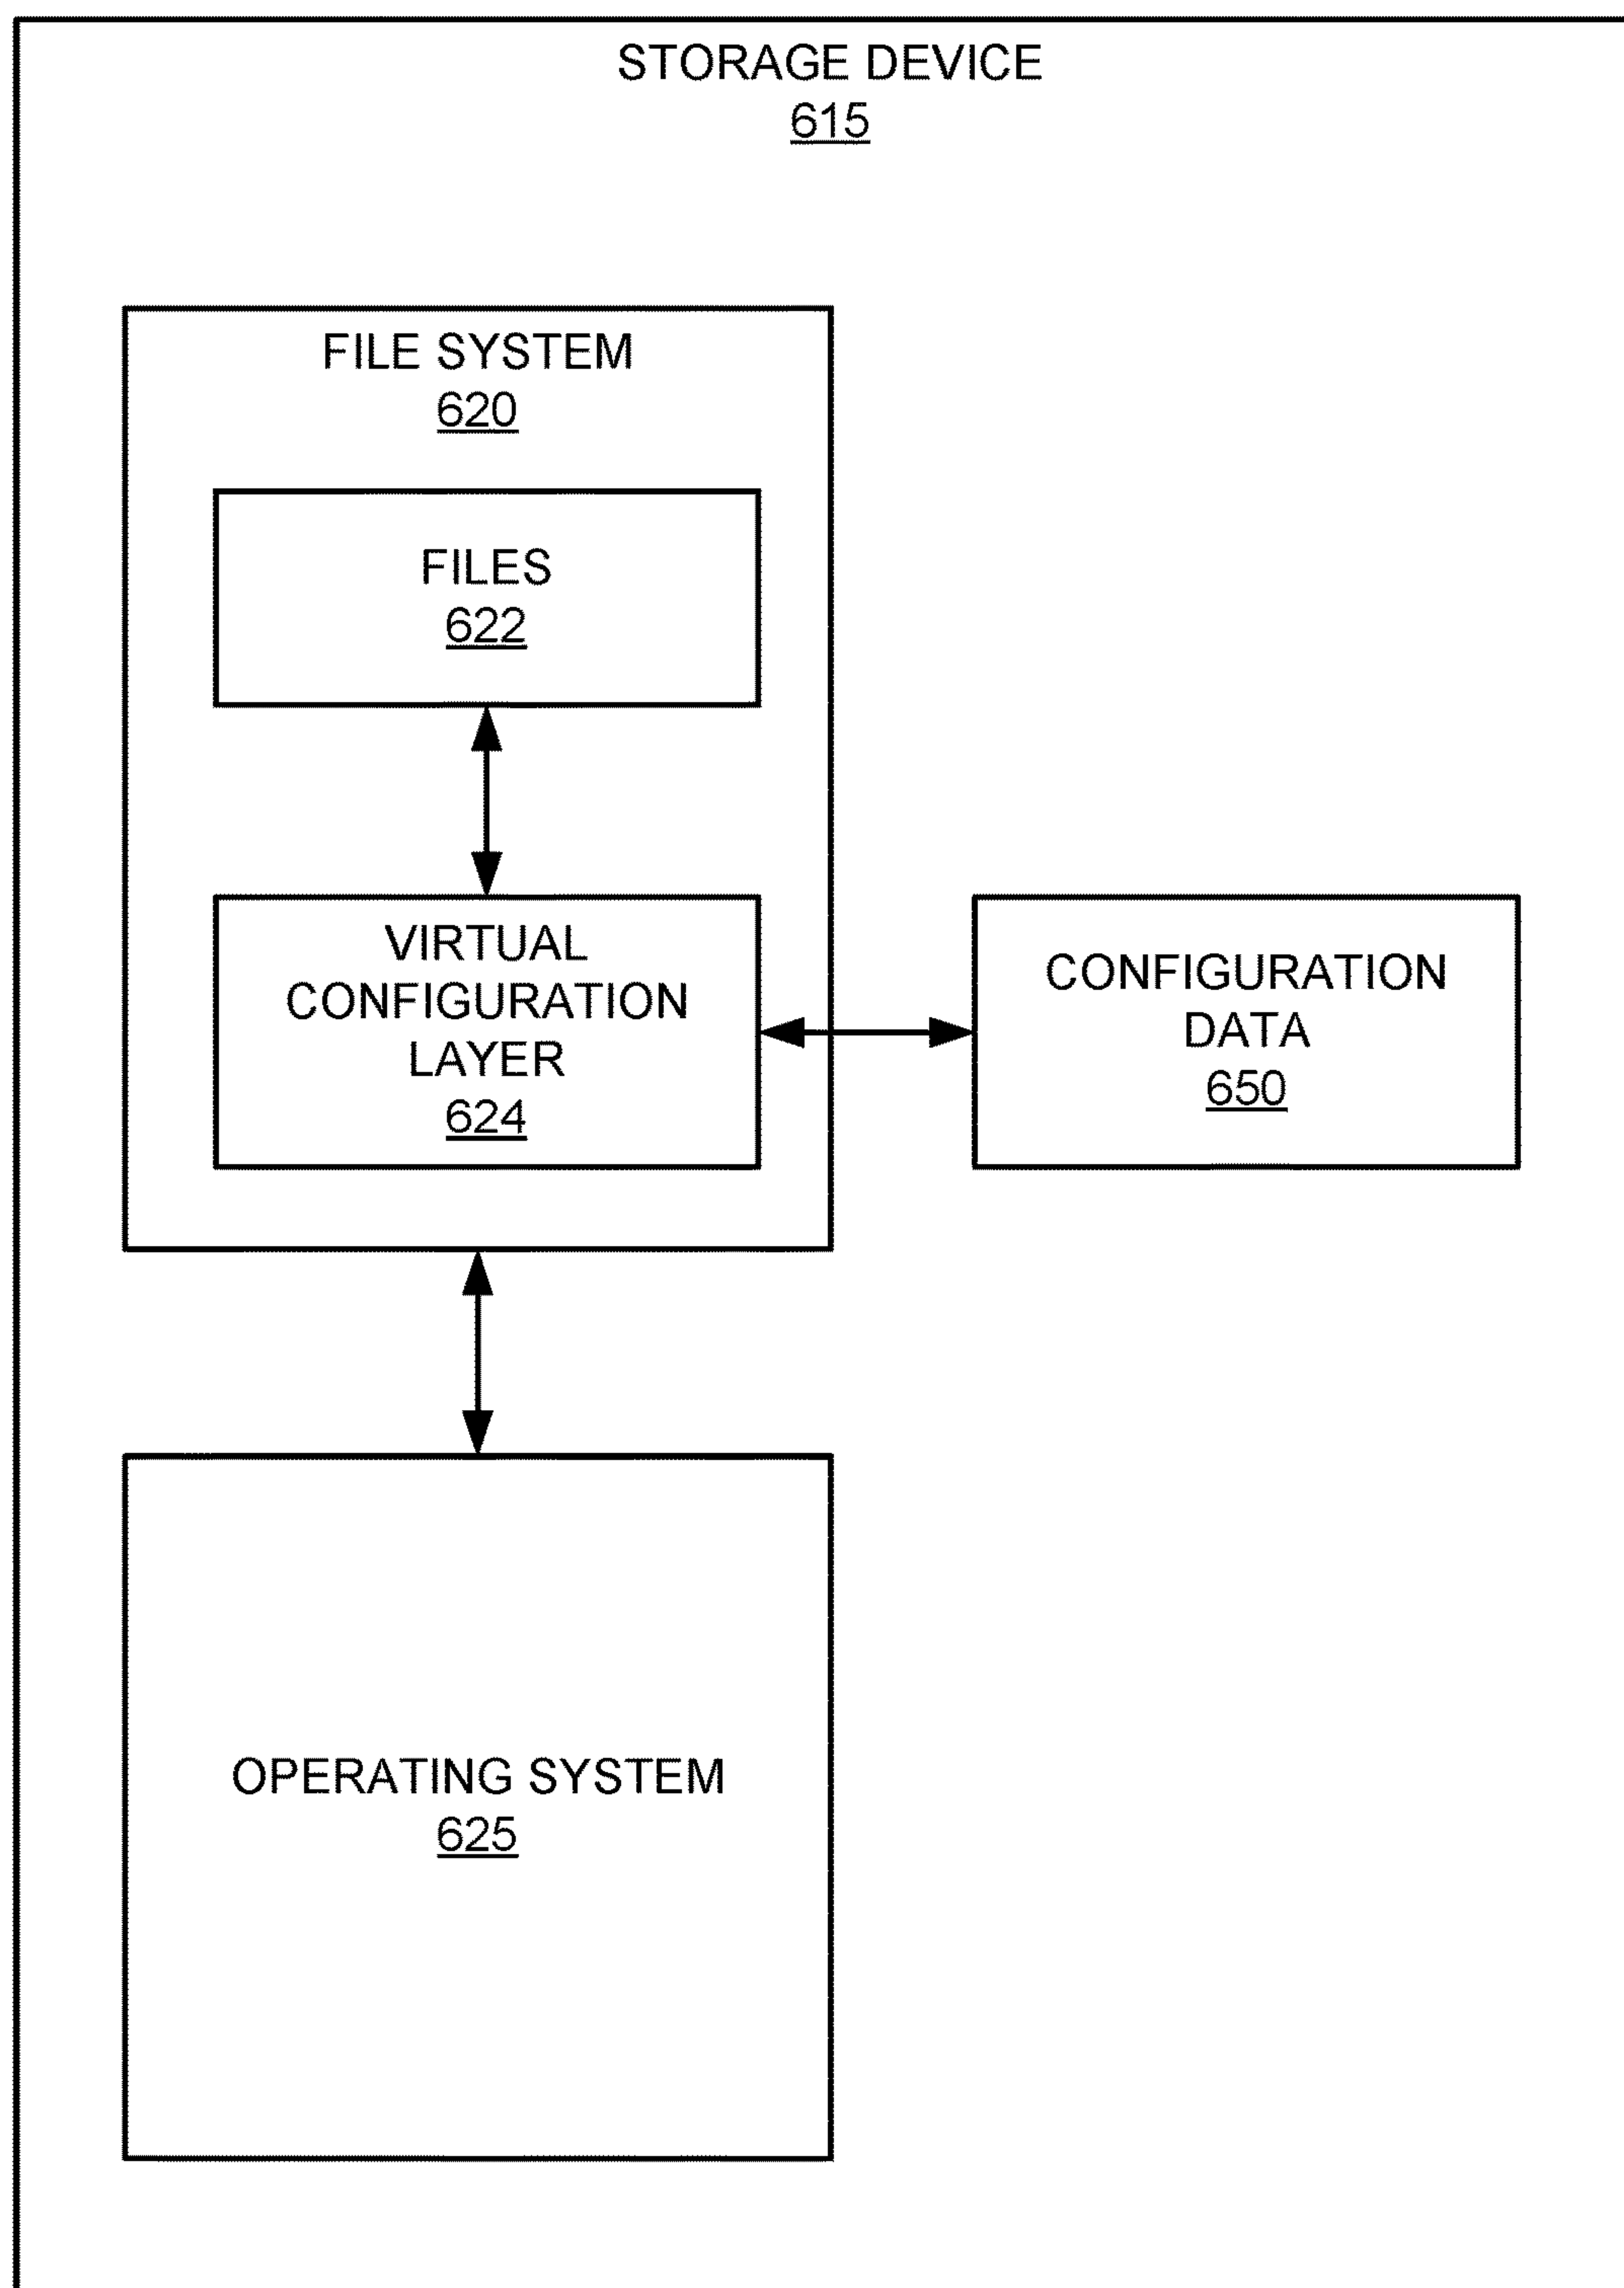 STORAGE DEVICE
615
FILE SYSTEM
620
FILES
622
VIRTUAL
CONFIGURATION
LAYER
624
CONFIGURATION
DATA
650
OPERATING SYSTEM
625